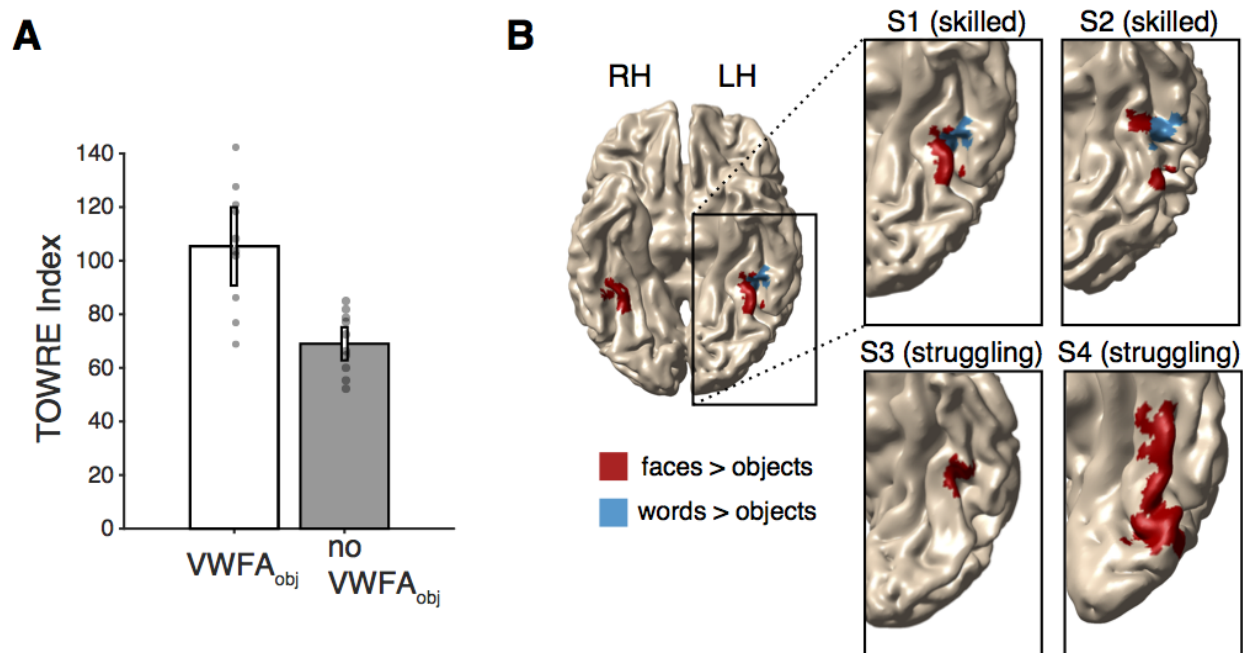 A
140
120
100
80
60
40
20
0
TOWRE Index
VWFAobj
no
VWFAobj
B
RH LH
faces > objects
words > objects
S1 (skilled) S2 (skilled)
S3 (struggling) S4 (struggling)